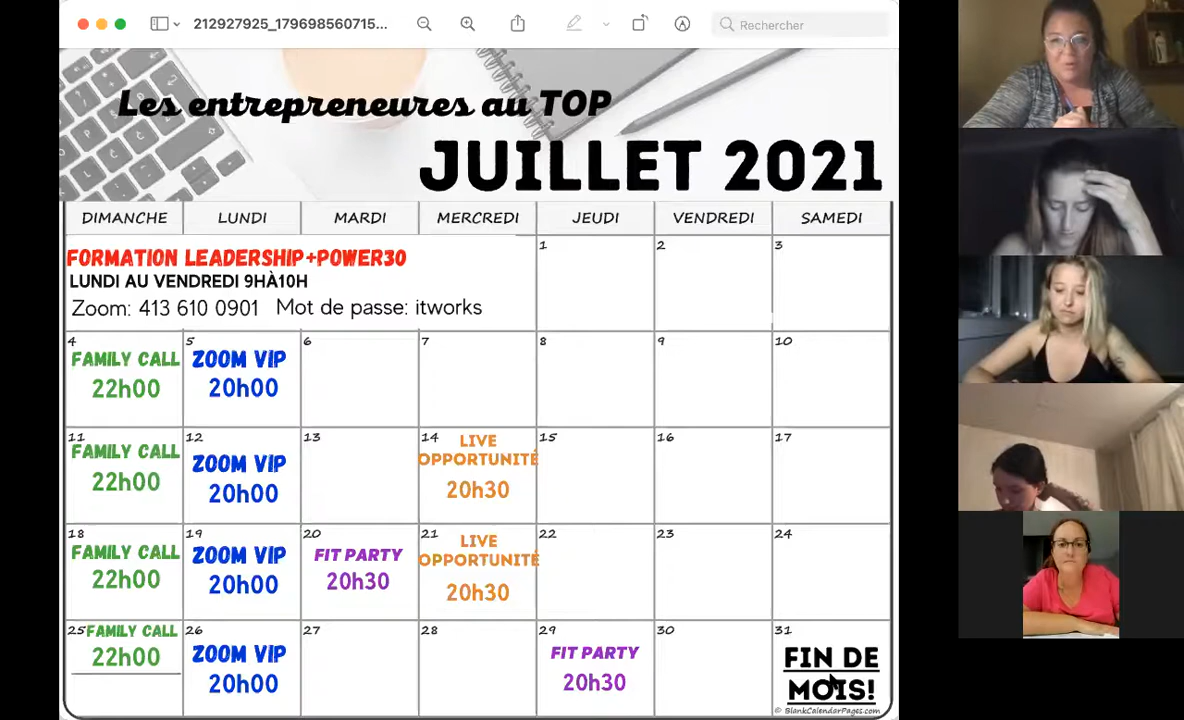 212927925_179698560715...
Rechercher
Les entrepreneures au TOP
JUILLET 2021
DIMANCHE LUNDI MARDI MERCREDI JEUDI VENDREDI SAMEDI
FORMATION LEADERSHIP+POWER30
LUNDI AU VENDREDI 9HÀ10H
Zoom: 413 610 0901 Mot de passe: itworks
1 2 3
4 5 6 7 8 9 10
FAMILY CALL ZOOM VIP
22h00 20h00
11 12 13 14 15 16 17
LIVE
FAMILY CALL ZOOM VIP OPPORTUNITÉ
22h00 20h00 20h30
18 19 20 21 22 23 24
LIVE
FAMILY CALL ZOOM VIP FIT PARTY OPPORTUNITÉ
22h00 20h00 20h30 20h30
25 26 27 28 29 30 31
FAMILY CALL ZOOM VIP FIT PARTY FIN DE
22h00 20h00 20h30 MOIS!
© BlankCalendarPages.com